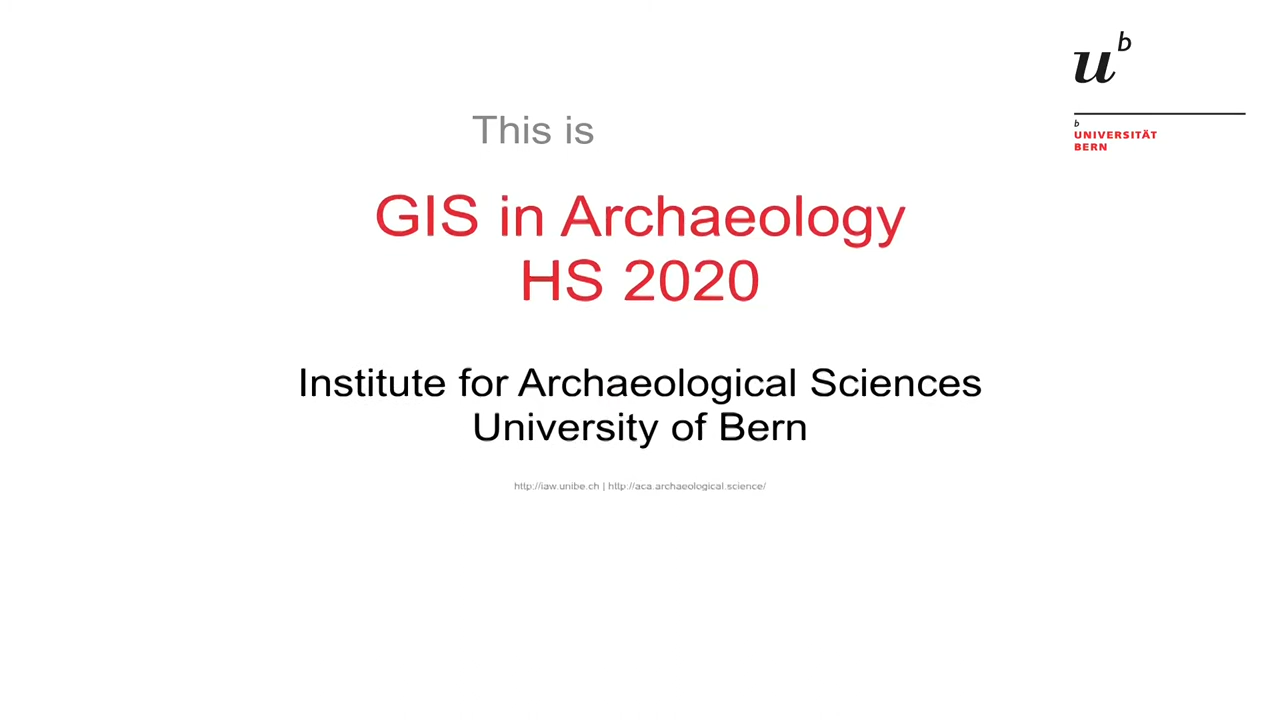 u^b
b
UNIVERSITÄT
BERN
This is
GIS in Archaeology
HS 2020
Institute for Archaeological Sciences
University of Bern
http://iaw.unibe.ch | http://aca.archaeological.science/